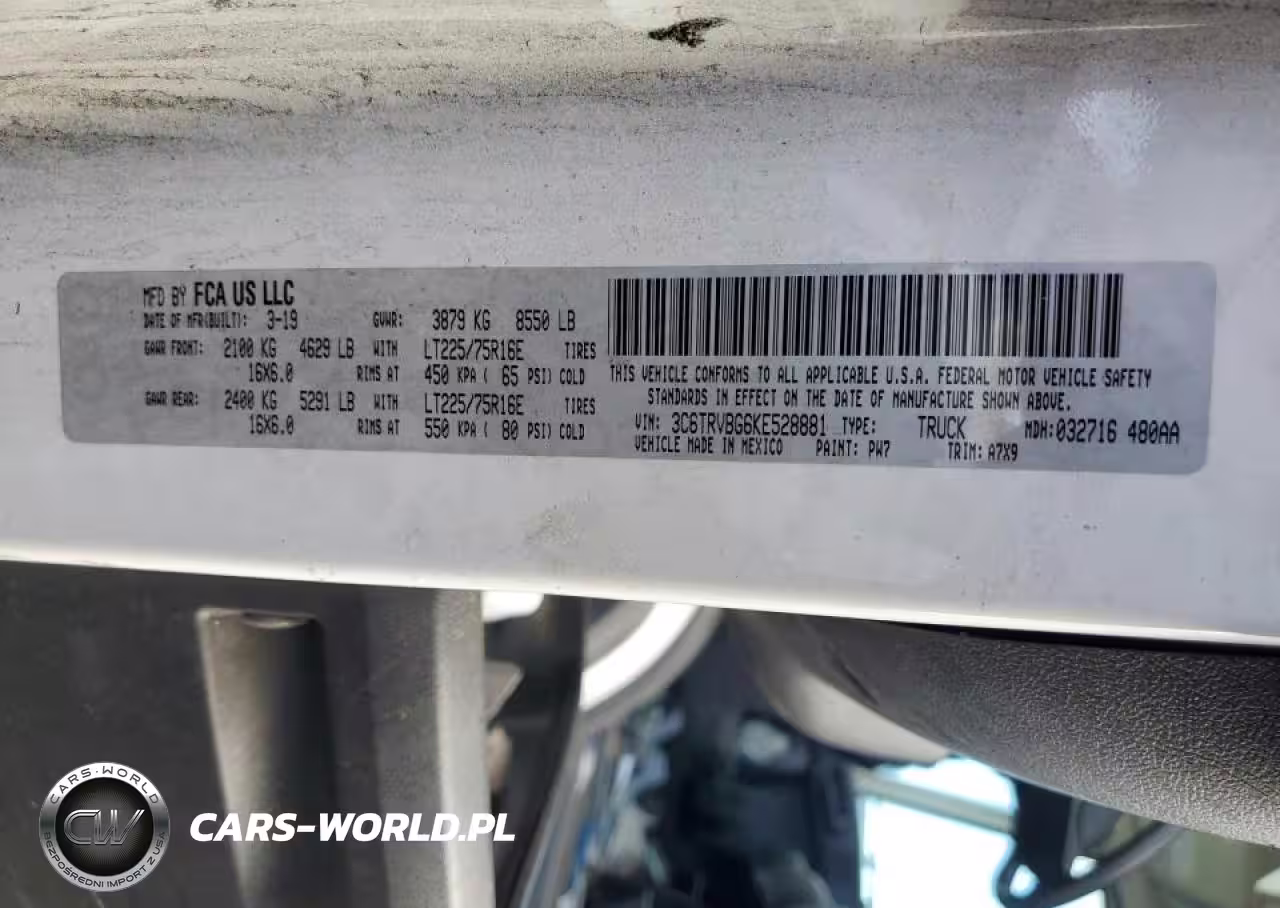 MFD BY FCA US LLC
DATE OF MFR(BUILT): 3-19 GVWR: 3879 KG 8550 LB
GAWR FRONT: 2100 KG 4629 LB WITH LT225/75R16E TIRES
16X6.0 RIMS AT 450 KPA ( 65 PSI) COLD
GAWR REAR: 2400 KG 5291 LB WITH LT225/75R16E TIRES
16X6.0 RIMS AT 550 KPA ( 80 PSI) COLD
THIS VEHICLE CONFORMS TO ALL APPLICABLE U.S.A. FEDERAL MOTOR VEHICLE SAFETY
STANDARDS IN EFFECT ON THE DATE OF MANUFACTURE SHOWN ABOVE.
VIN: 3C6TRVBG6KE528881 TYPE: TRUCK MDH:032716 480AA
VEHICLE MADE IN MEXICO PAINT: PW7 TRIM: A7X9
CARS-WORLD
CW
BEZPOŚREDNI IMPORT Z USA
CARS-WORLD.PL